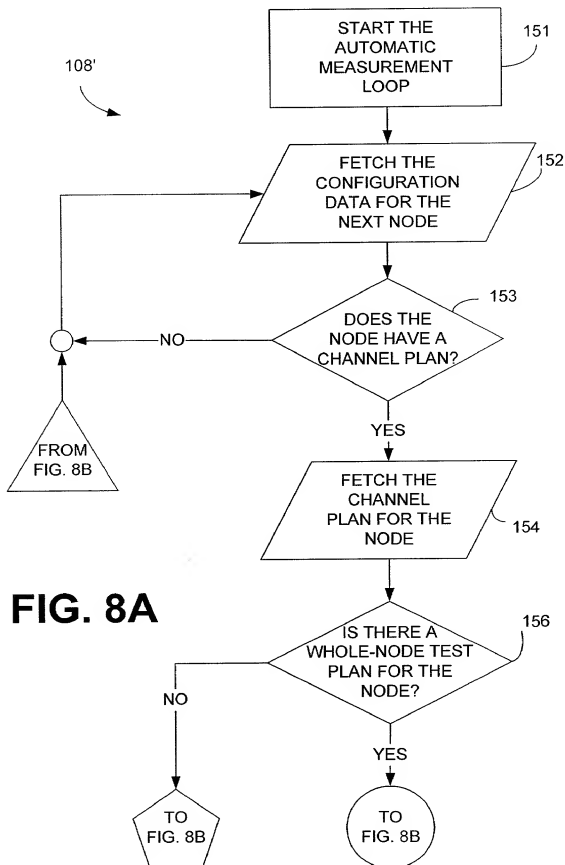 START THE
AUTOMATIC
MEASUREMENT
LOOP
151
108'
FETCH THE
CONFIGURATION
DATA FOR THE
NEXT NODE
152
153
DOES THE
NODE HAVE A
CHANNEL PLAN?
NO
YES
FROM
FIG. 8B
FETCH THE
CHANNEL
PLAN FOR THE
NODE
154
FIG. 8A
156
IS THERE A
WHOLE-NODE TEST
PLAN FOR THE
NODE?
NO
YES
TO
FIG. 8B
TO
FIG. 8B